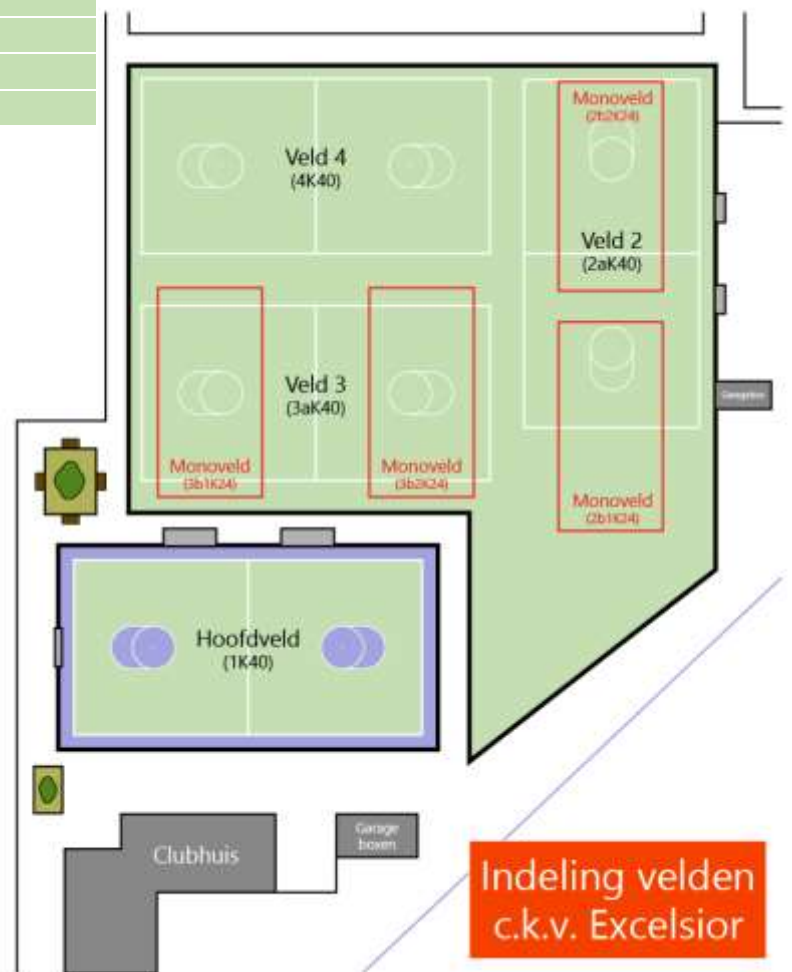 Monoveld
(2b2K24)
Veld 4
(4K40)
Veld 2
(2aK40)
Veld 3
(3aK40)
Monoveld
(3b1K24)
Monoveld
(3b2K24)
Monoveld
(2b1K24)
Hoofdveld
(1K40)
Clubhuis
Garage
boxen
Indeling velden
c.k.v. Excelsior